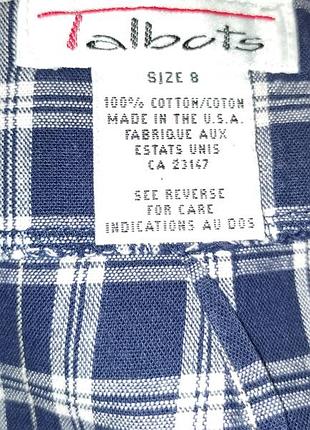 Talbots
SIZE 8
100% COTTON/COTON
MADE IN THE U.S.A.
FABRIQUE AUX
ESTATS UNIS
CA 23147
SEE REVERSE
FOR CARE
INDICATIONS AU DOS